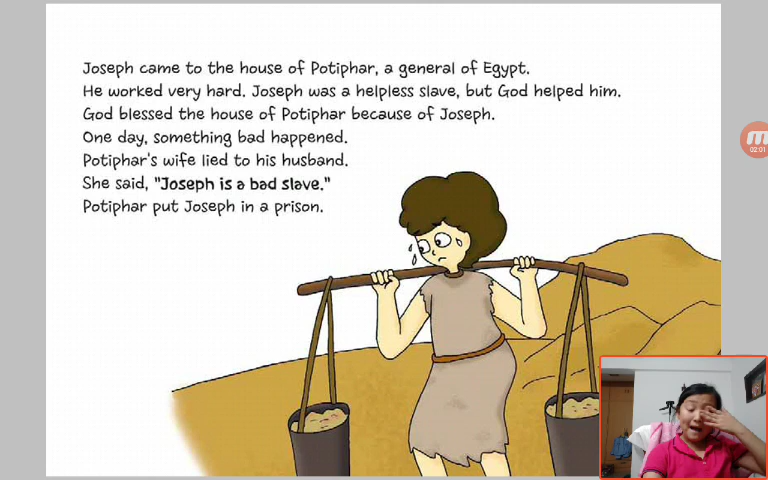 Joseph came to the house of Potiphar, a general of Egypt.
He worked very hard. Joseph was a helpless slave, but God helped him.
God blessed the house of Potiphar because of Joseph.
One day, something bad happened.
Potiphar's wife lied to his husband.
She said, "Joseph is a bad slave."
Potiphar put Joseph in a prison.
02:01